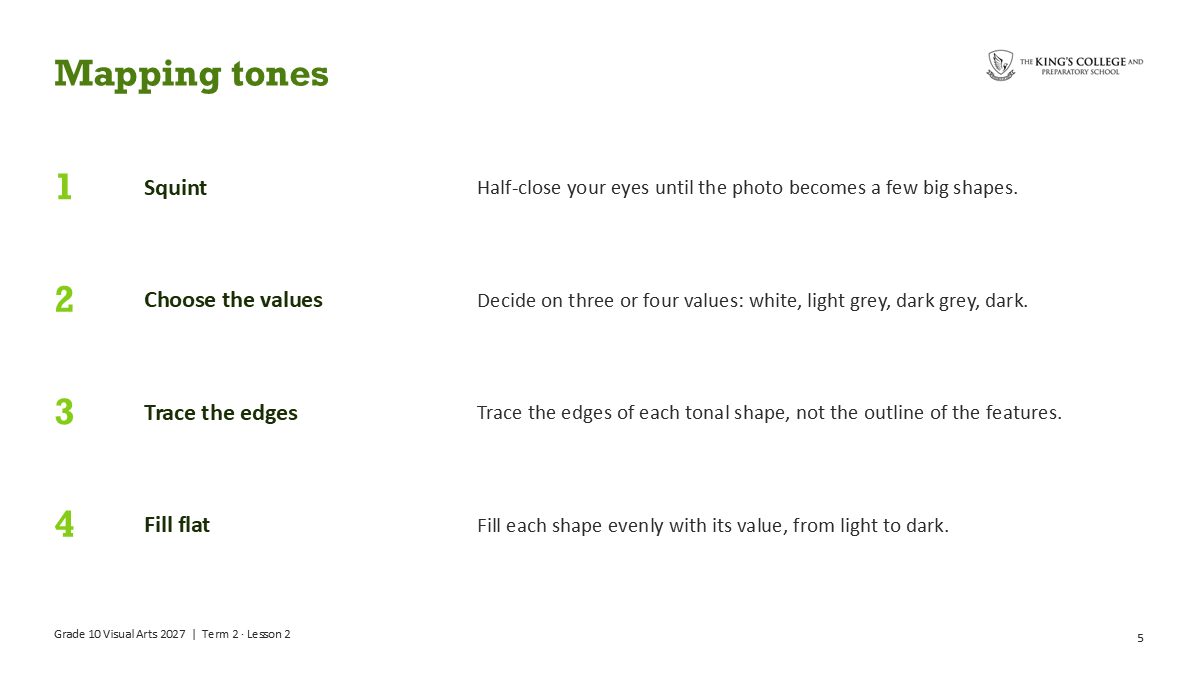 Mapping tones
THE KING'S COLLEGE AND
PREPARATORY SCHOOL
1
Squint
Half-close your eyes until the photo becomes a few big shapes.
2
Choose the values
Decide on three or four values: white, light grey, dark grey, dark.
3
Trace the edges
Trace the edges of each tonal shape, not the outline of the features.
4
Fill flat
Fill each shape evenly with its value, from light to dark.
Grade 10 Visual Arts 2027 | Term 2 · Lesson 2
5